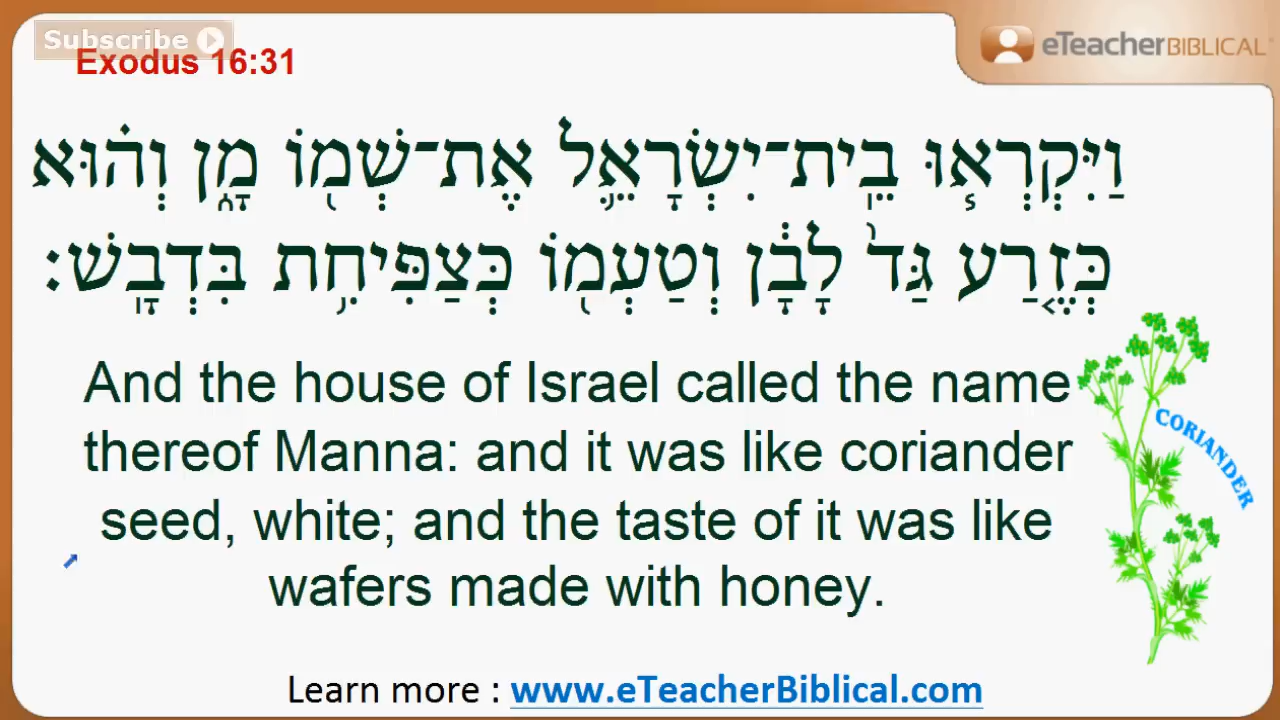 Subscribe
Exodus 16:31
eTeacherBIBLICAL
וַיִּקְרְא֧וּ בֵֽית־יִשְׂרָאֵ֛ל אֶת־שְׁמ֖וֹ מָ֑ן וְה֗וּא
כְּזֶ֤רַע גַּד֙ לָבָ֔ן וְטַעְמ֖וֹ כְּצַפִּיחִ֥ת בִּדְבָֽשׁ׃
And the house of Israel called the name
thereof Manna: and it was like coriander
seed, white; and the taste of it was like
wafers made with honey.
CORIANDER
Learn more : www.eTeacherBiblical.com